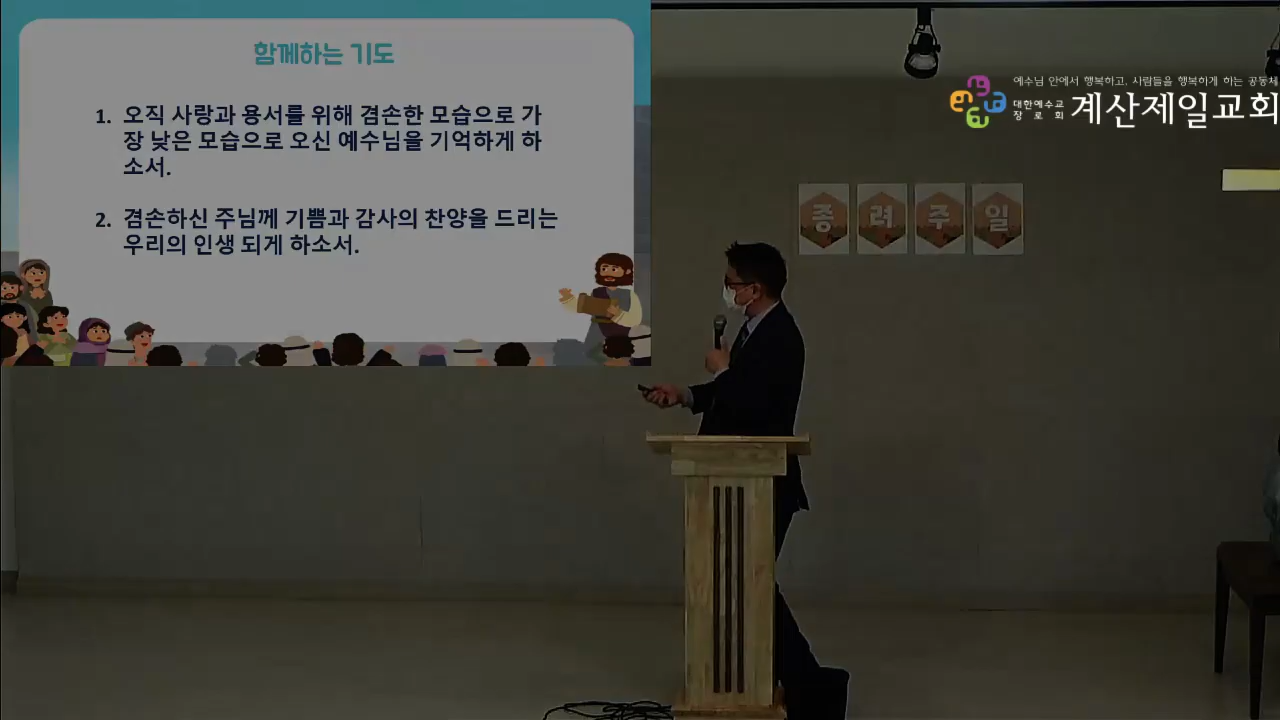 함께하는 기도
1. 오직 사랑과 용서를 위해 겸손한 모습으로 가
장 낮은 모습으로 오신 예수님을 기억하게 하
소서.
2. 겸손하신 주님께 기쁨과 감사의 찬양을 드리는
우리의 인생 되게 하소서.
예수님 안에서 행복하고, 사람들을 행복하게 하는 공동체
대한예수교
장로회
계산제일교회
종려주일